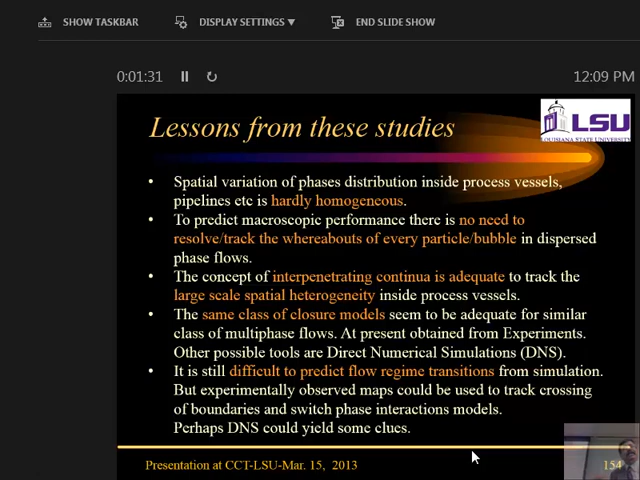 SHOW TASKBAR
DISPLAY SETTINGS ▼
END SLIDE SHOW
0:01:31
12:09 PM
Lessons from these studies
LSU
LOUISIANA STATE UNIVERSITY
• Spatial variation of phases distribution inside process vessels,
pipelines etc is hardly homogeneous.
• To predict macroscopic performance there is no need to
resolve/track the whereabouts of every particle/bubble in dispersed
phase flows.
• The concept of interpenetrating continua is adequate to track the
large scale spatial heterogeneity inside process vessels.
• The same class of closure models seem to be adequate for similar
class of multiphase flows. At present obtained from Experiments.
Other possible tools are Direct Numerical Simulations (DNS).
• It is still difficult to predict flow regime transitions from simulation.
But experimentally observed maps could be used to track crossing
of boundaries and switch phase interactions models.
Perhaps DNS could yield some clues.
Presentation at CCT-LSU-Mar. 15, 2013
154